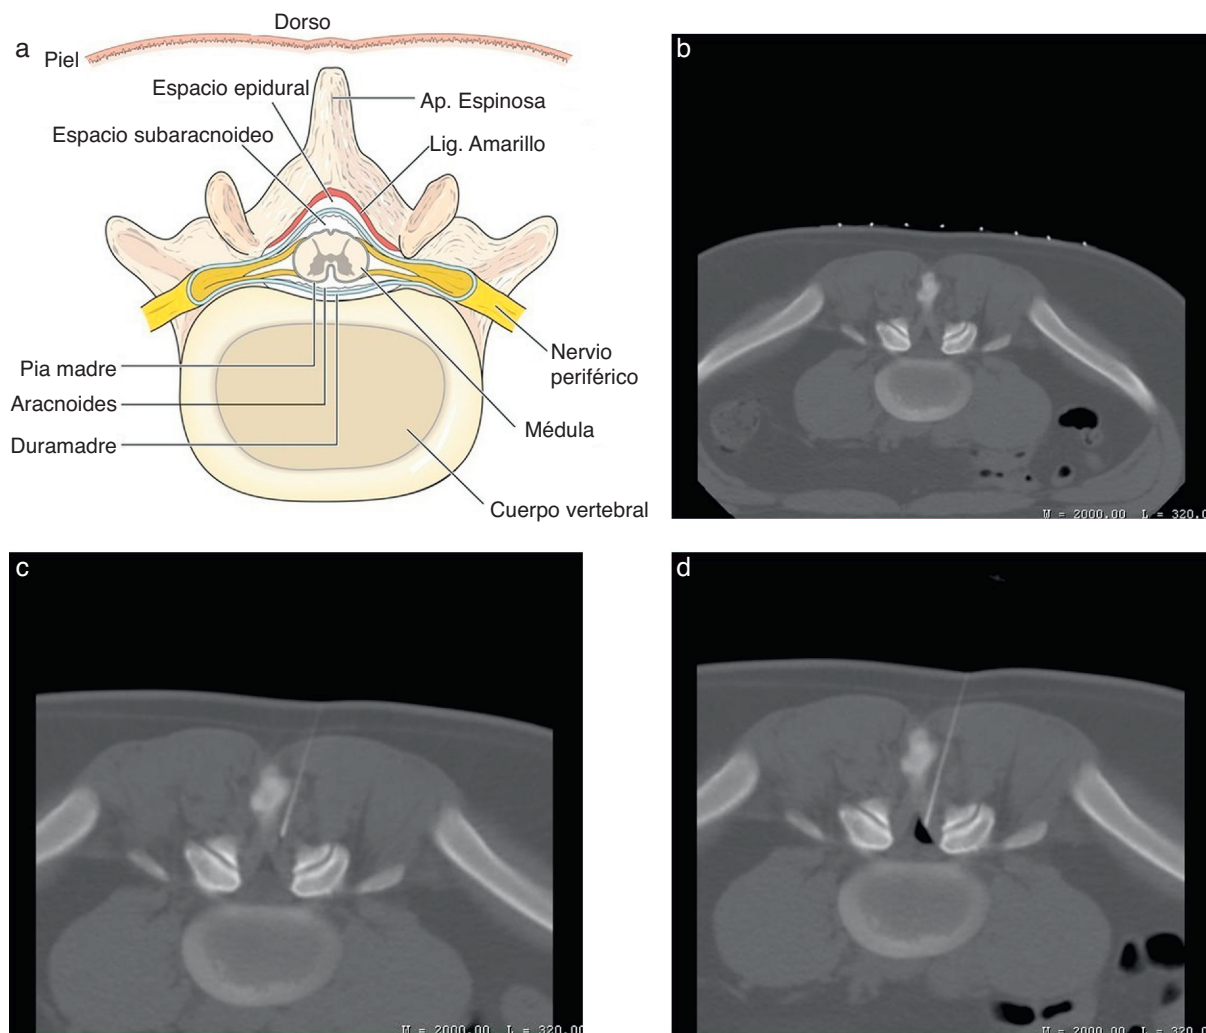 a
Dorso
Piel
Espacio epidural
Ap. Espinosa
Espacio subaracnoideo
Lig. Amarillo
Nervio
periférico
Pia madre
Aracnoides
Médula
Duramadre
Cuerpo vertebral
b
W = 2000.00 L = 320.0
c
W = 2000.00 L = 320.00
d
W = 2000.00 L = 320.0